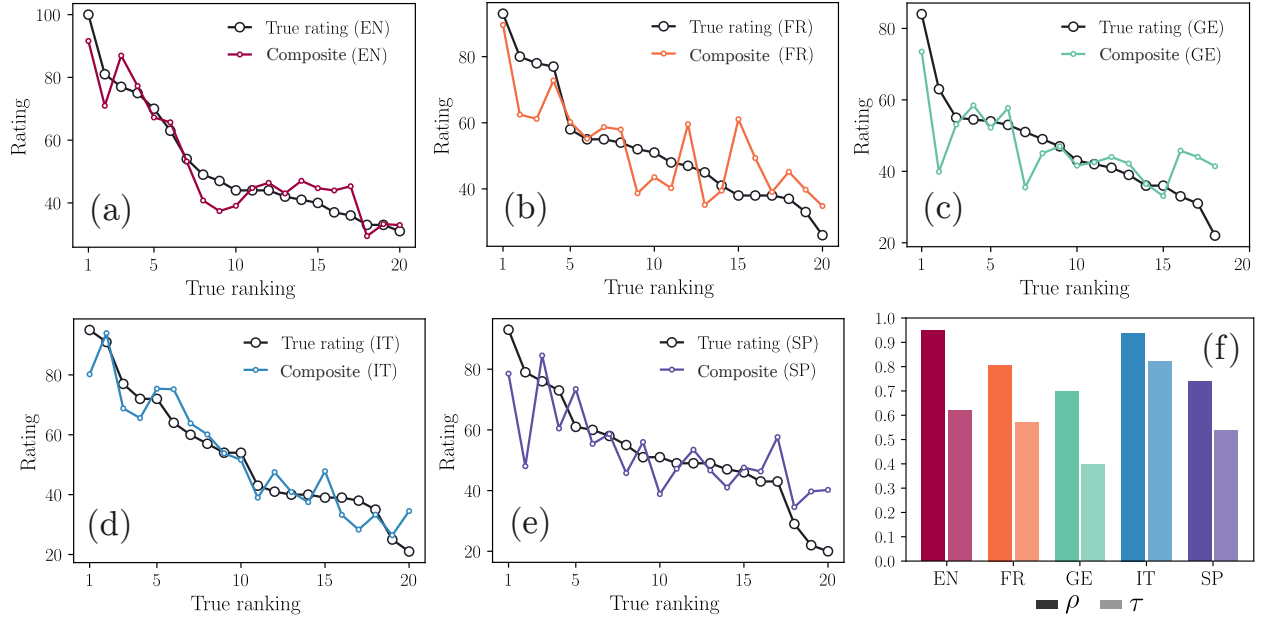 True rating (EN)
Composite (EN)
(a)
Rating
100
80
60
40
1
5
10
15
20
True ranking
True rating (FR)
Composite (FR)
(b)
Rating
80
60
40
1
5
10
15
20
True ranking
True rating (GE)
Composite (GE)
(c)
Rating
80
60
40
20
1
5
10
15
20
True ranking
True rating (IT)
Composite (IT)
(d)
Rating
80
60
40
20
1
5
10
15
20
True ranking
True rating (SP)
Composite (SP)
(e)
Rating
80
60
40
20
1
5
10
15
20
True ranking
(f)
1.0
0.9
0.8
0.7
0.6
0.5
0.4
0.3
0.2
0.1
0.0
EN FR GE IT SP
ρ τ